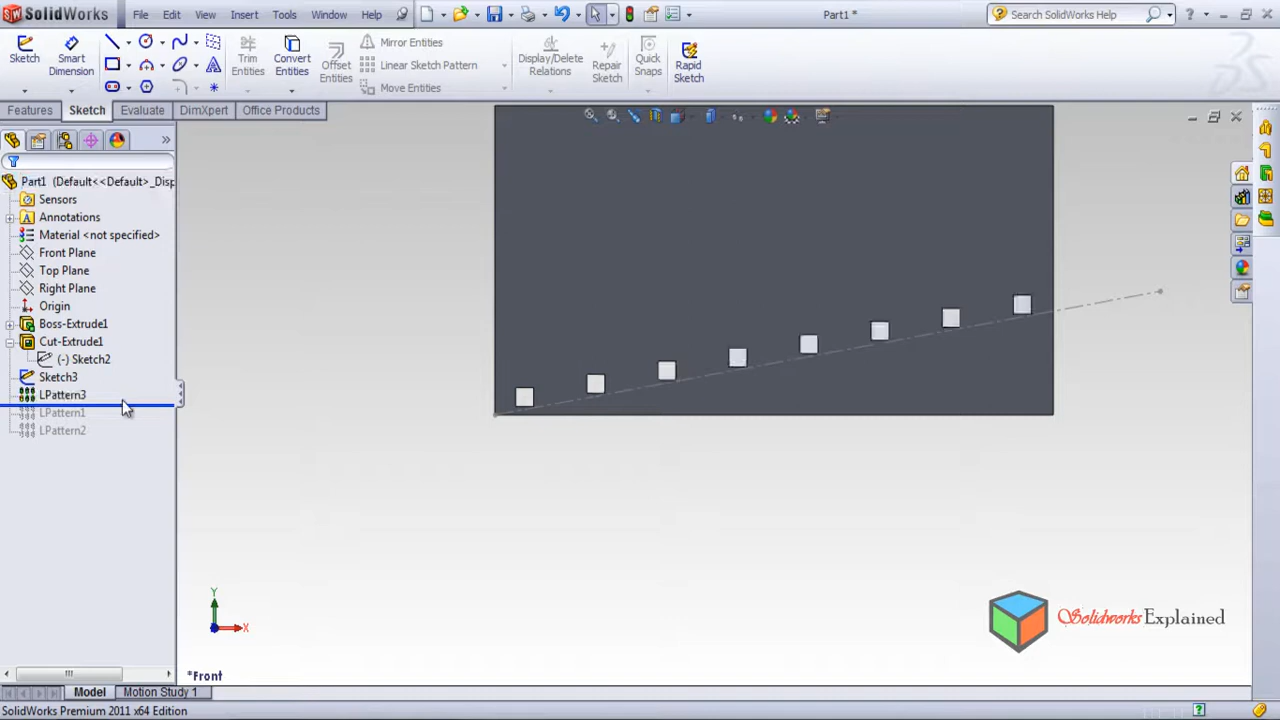 SolidWorks File Edit View Insert Tools Window Help Part1 * Search SolidWorks Help ?
Sketch Smart Dimension Trim Entities Convert Entities Offset Entities Mirror Entities Linear Sketch Pattern Move Entities Display/Delete Relations Repair Sketch Quick Snaps Rapid Sketch
Features Sketch Evaluate DimXpert Office Products
Part1 (Default<<Default>_Disp
Sensors
Annotations
Material <not specified>
Front Plane
Top Plane
Right Plane
Origin
Boss-Extrude1
Cut-Extrude1
(-) Sketch2
Sketch3
LPattern3
LPattern1
LPattern2
Y
X
Solidworks Explained
*Front
Model Motion Study 1
SolidWorks Premium 2011 x64 Edition